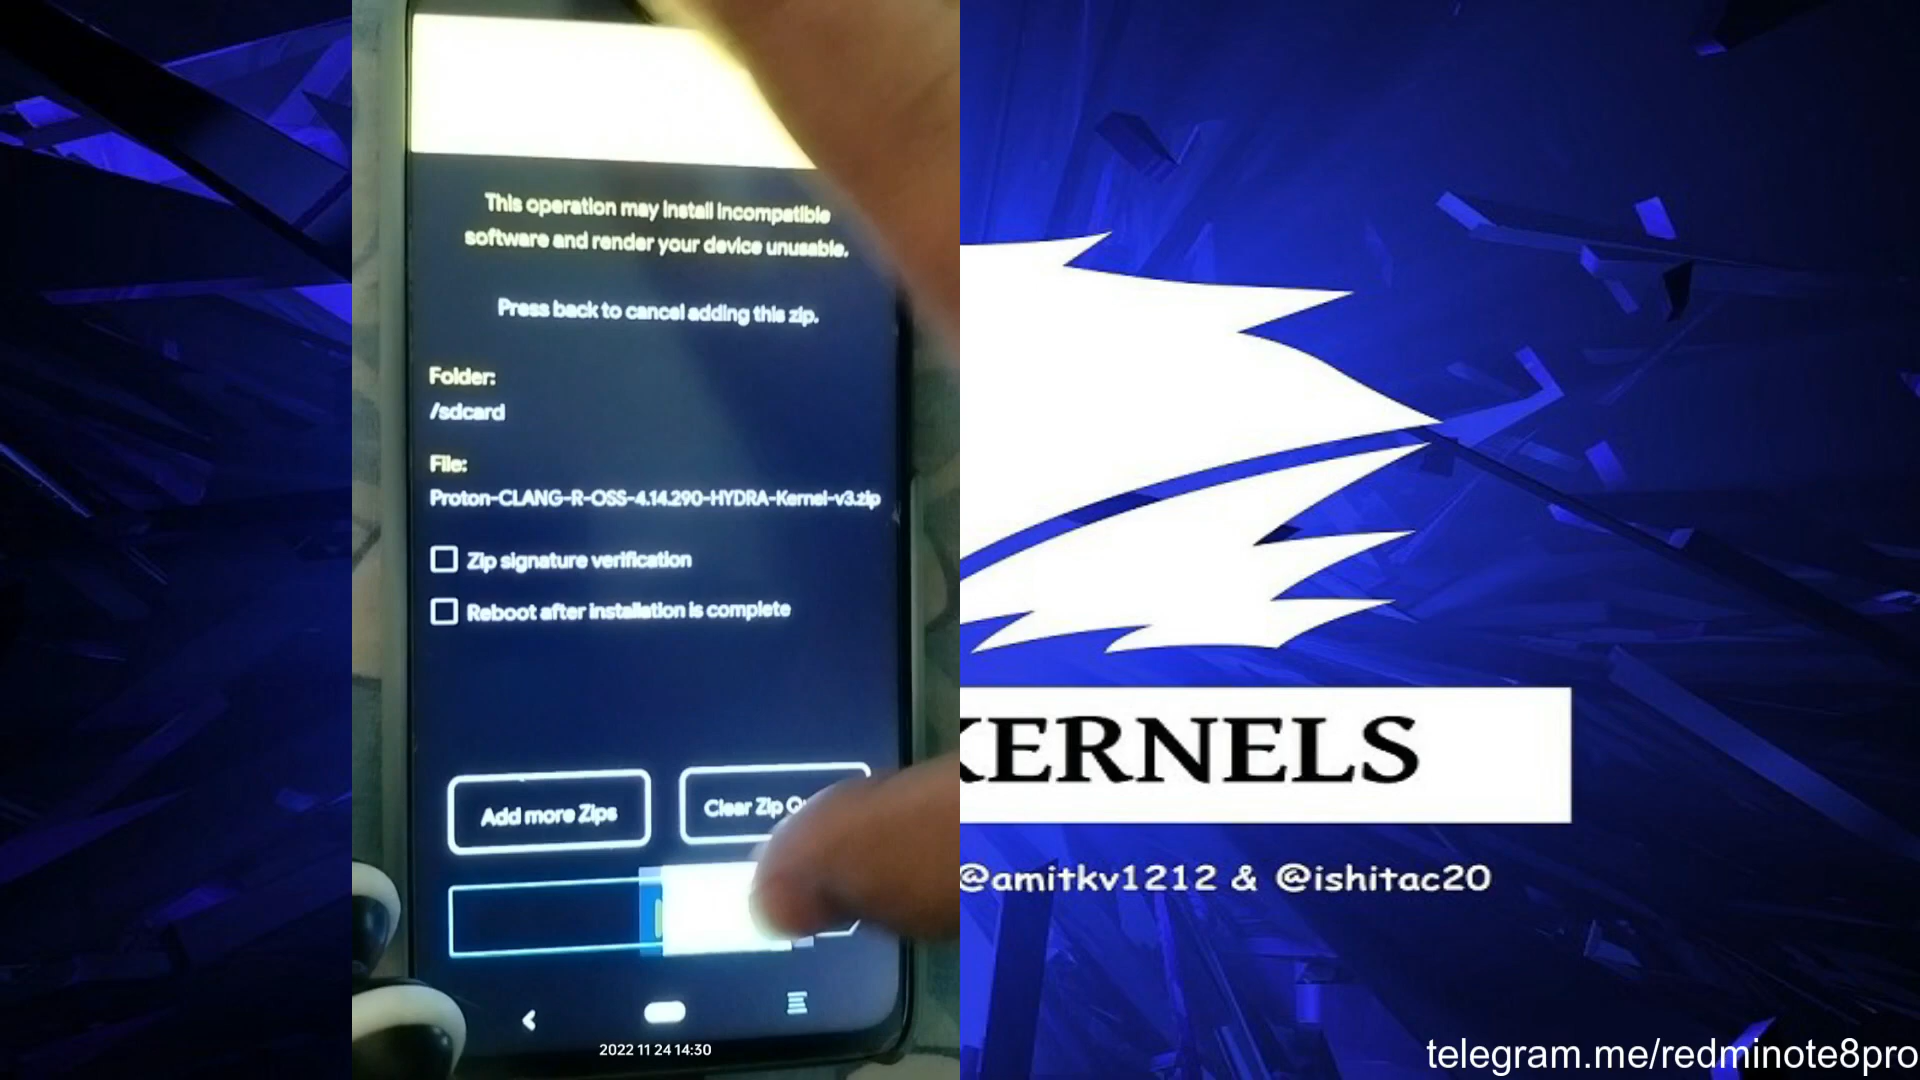 This operation may install incompatible
software and render your device unusable.
Press back to cancel adding this zip.
Folder:
/sdcard
File:
Proton-CLANG-R-OSS-4.14.290-HYDRA-Kernel-v3.zip
Zip signature verification
Reboot after installation is complete
Add more Zips
Clear Zip
2022 11 24 14:30
KERNELS
@amitkv1212 & @ishitac20
telegram.me/redminote8pro